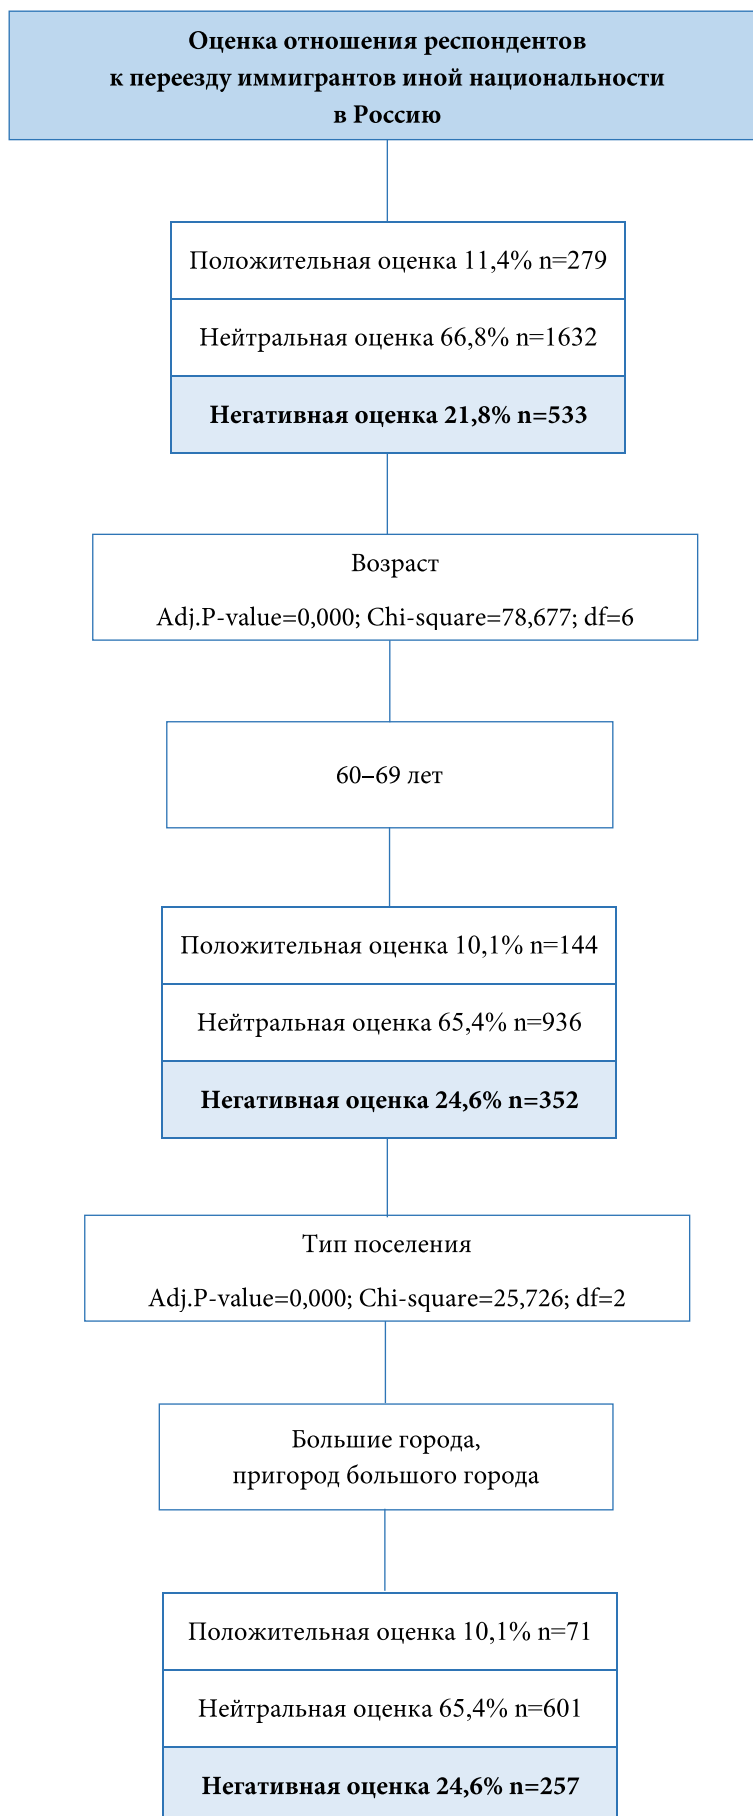 Оценка отношения респондентов
к переезду иммигрантов иной национальности
в Россию
Положительная оценка 11,4% n=279
Нейтральная оценка 66,8% n=1632
Негативная оценка 21,8% n=533
Возраст
Adj.P-value=0,000; Chi-square=78,677; df=6
60–69 лет
Положительная оценка 10,1% n=144
Нейтральная оценка 65,4% n=936
Негативная оценка 24,6% n=352
Тип поселения
Adj.P-value=0,000; Chi-square=25,726; df=2
Большие города,
пригород большого города
Положительная оценка 10,1% n=71
Нейтральная оценка 65,4% n=601
Негативная оценка 24,6% n=257